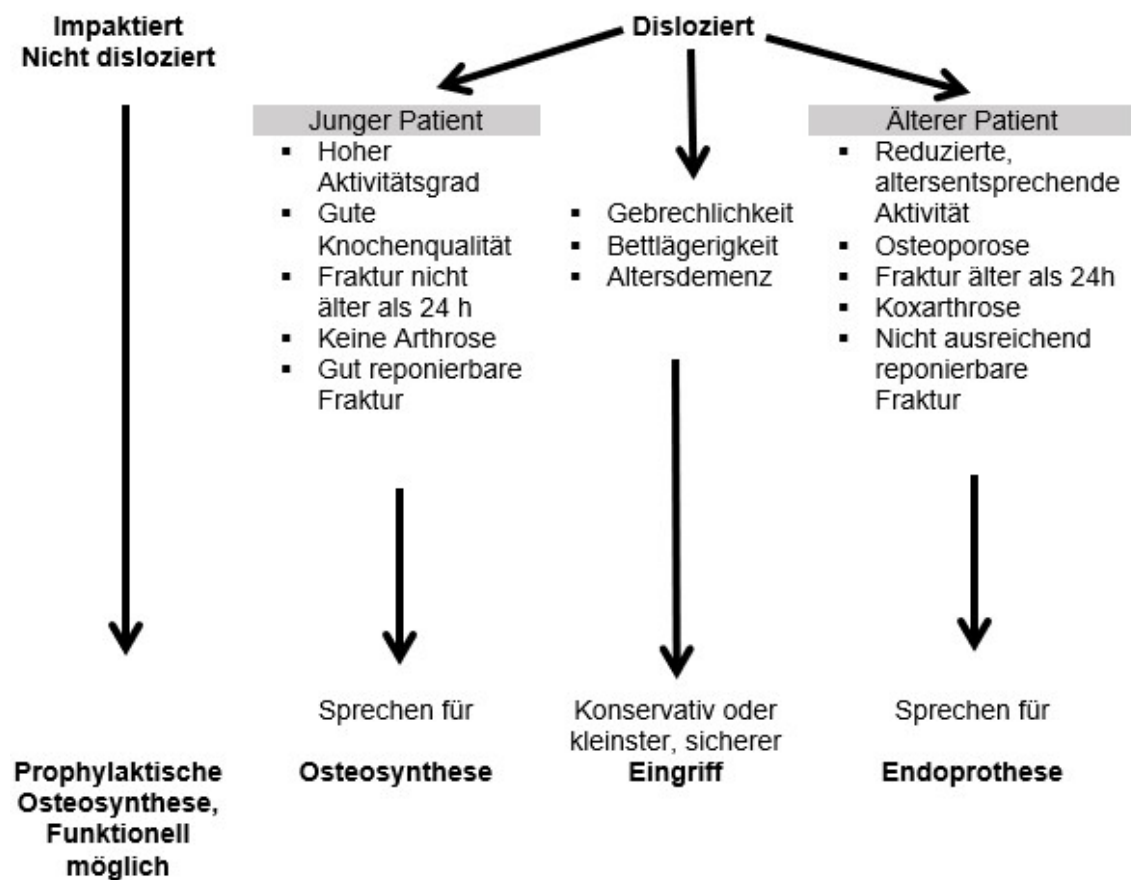 Impaktiert
Nicht disloziert
Disloziert
Junger Patient
▪ Hoher
Aktivitätsgrad
▪ Gute
Knochenqualität
▪ Fraktur nicht
älter als 24 h
▪ Keine Arthrose
▪ Gut reponierbare
Fraktur
▪ Gebrechlichkeit
▪ Bettlägerigkeit
▪ Altersdemenz
Älterer Patient
▪ Reduzierte,
altersentsprechende
Aktivität
▪ Osteoporose
▪ Fraktur älter als 24h
▪ Koxarthrose
▪ Nicht ausreichend
reponierbare
Fraktur
Prophylaktische
Osteosynthese,
Funktionell
möglich
Sprechen für
Osteosynthese
Konservativ oder
kleinster, sicherer
Eingriff
Sprechen für
Endoprothese